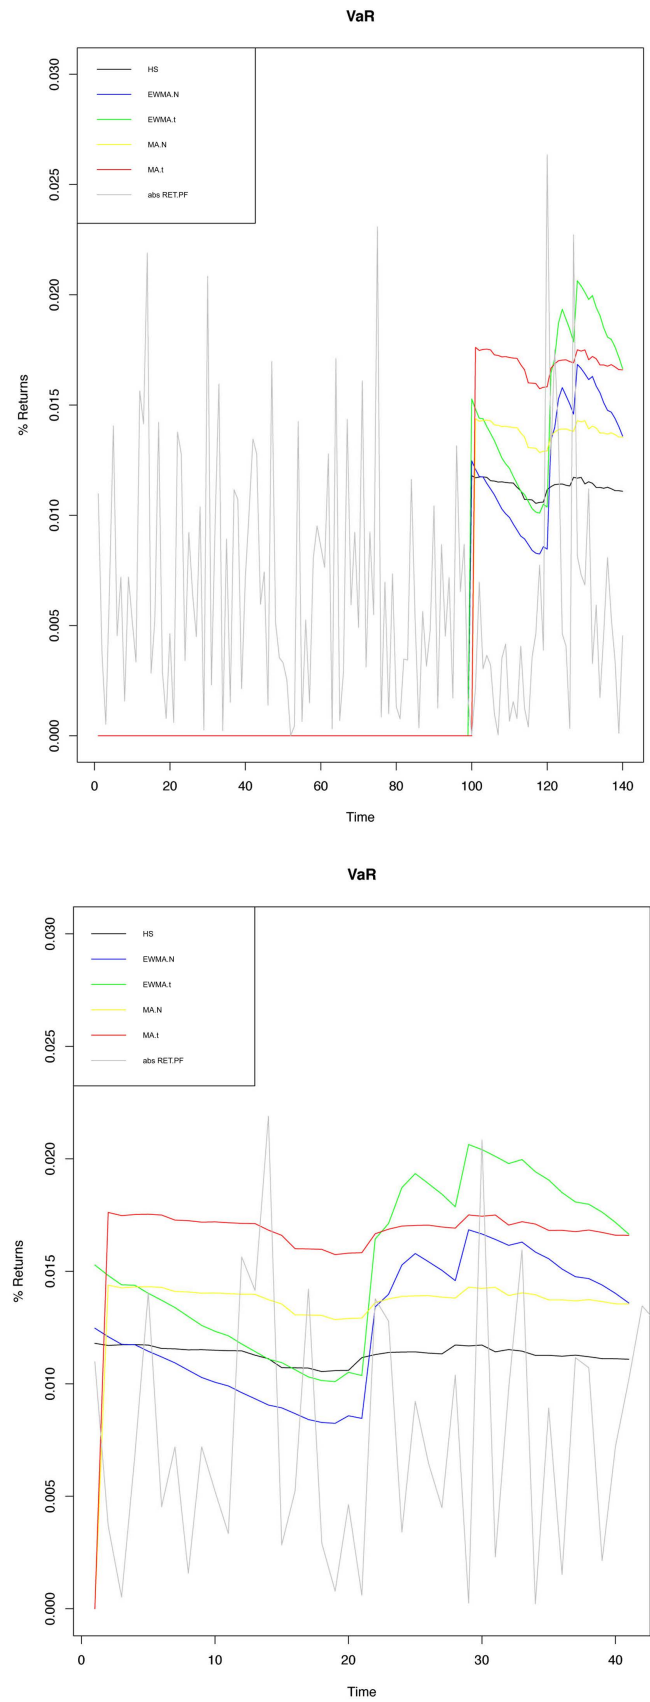 VaR
% Returns
0.030
0.025
0.020
0.015
0.010
0.005
0.000
HS
EWMA.N
EWMA.t
MA.N
MA.t
abs RET.PF
0 20 40 60 80 100 120 140
Time
VaR
% Returns
0.030
0.025
0.020
0.015
0.010
0.005
0.000
HS
EWMA.N
EWMA.t
MA.N
MA.t
abs RET.PF
0 10 20 30 40
Time